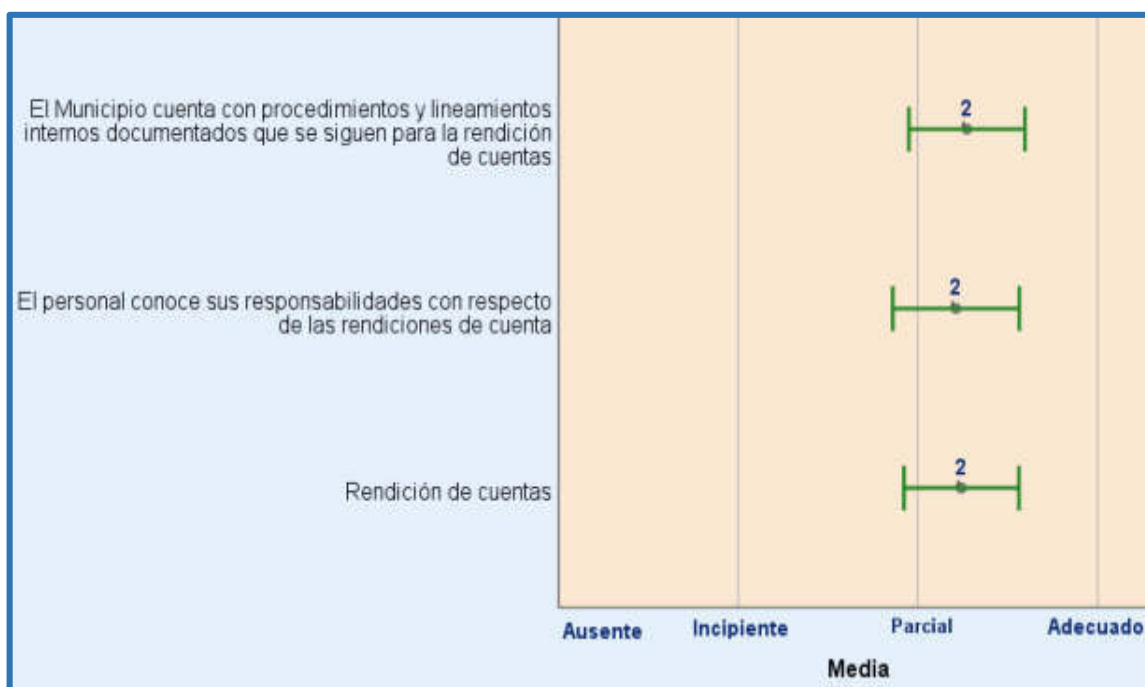 El Municipio cuenta con procedimientos y lineamientos
internos documentados que se siguen para la rendición
de cuentas
2
El personal conoce sus responsabilidades con respecto
de las rendiciones de cuenta
2
Rendición de cuentas
2
Ausente Incipiente Parcial Adecuado
Media